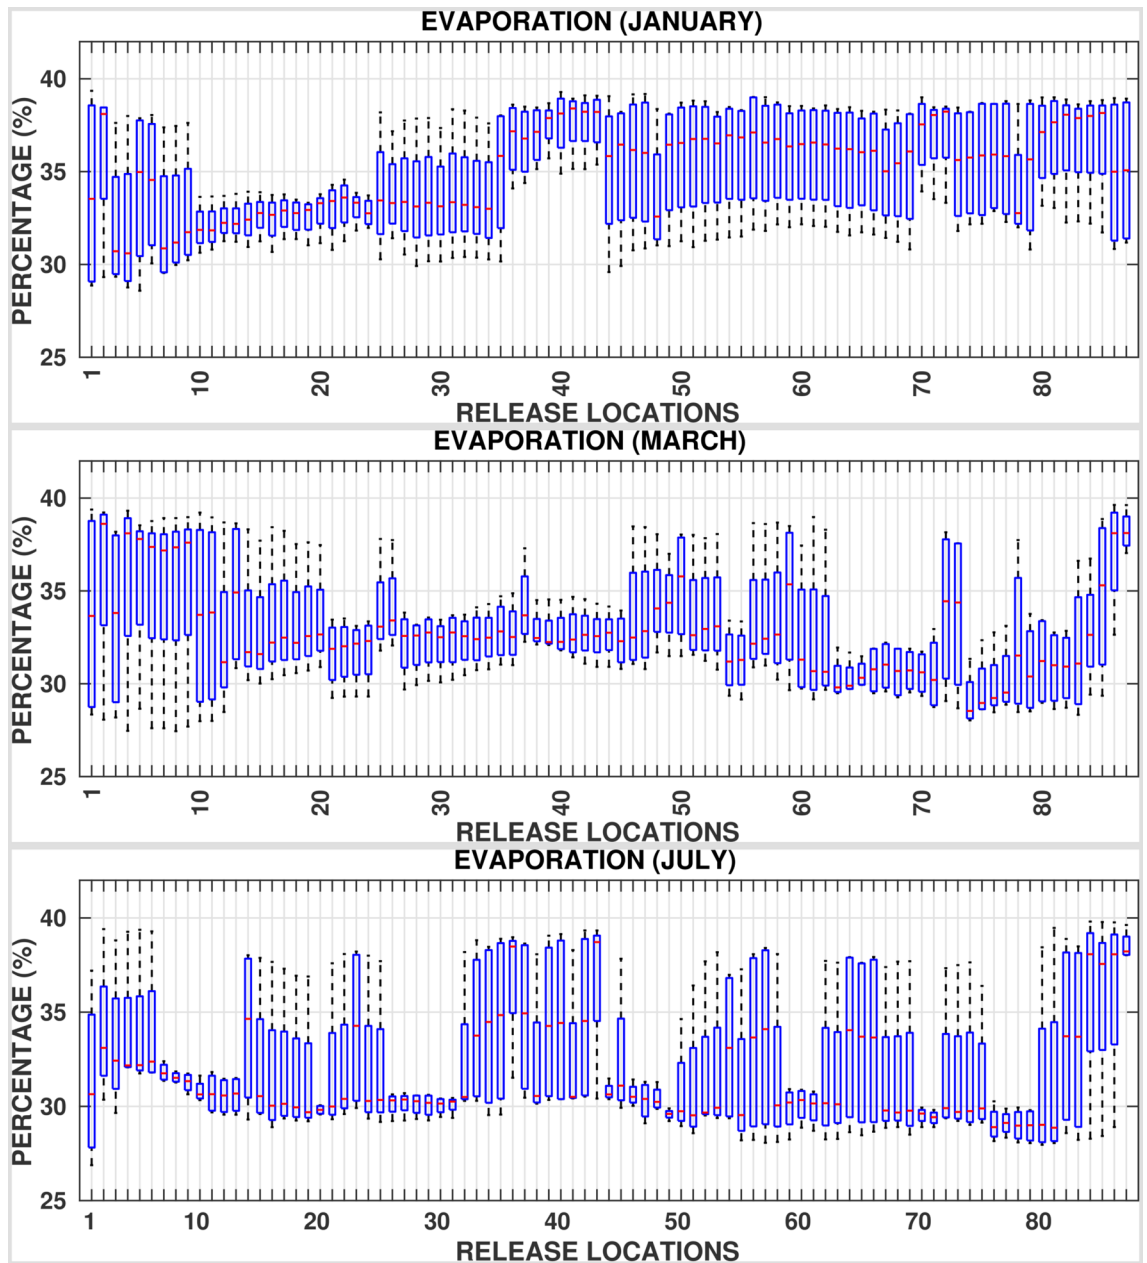 EVAPORATION (JANUARY)
PERCENTAGE (%)
40
35
30
25
1 10 20 30 40 50 60 70 80
RELEASE LOCATIONS
EVAPORATION (MARCH)
PERCENTAGE (%)
40
35
30
25
1 10 20 30 40 50 60 70 80
RELEASE LOCATIONS
EVAPORATION (JULY)
PERCENTAGE (%)
40
35
30
25
1 10 20 30 40 50 60 70 80
RELEASE LOCATIONS